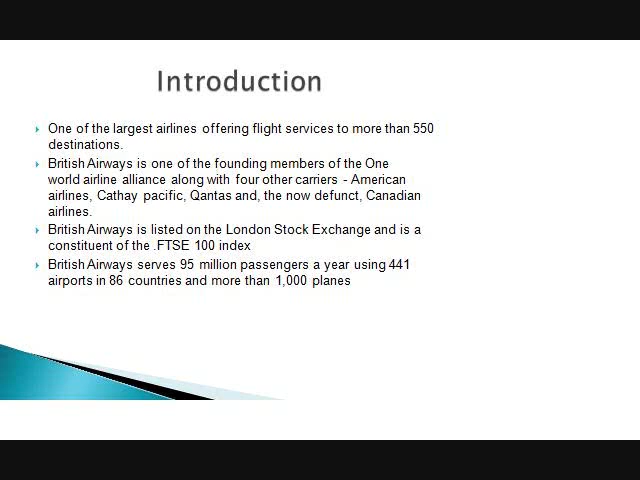 Introduction
One of the largest airlines offering flight services to more than 550
destinations.
British Airways is one of the founding members of the One
world airline alliance along with four other carriers - American
airlines, Cathay pacific, Qantas and, the now defunct, Canadian
airlines.
British Airways is listed on the London Stock Exchange and is a
constituent of the .FTSE 100 index
British Airways serves 95 million passengers a year using 441
airports in 86 countries and more than 1,000 planes